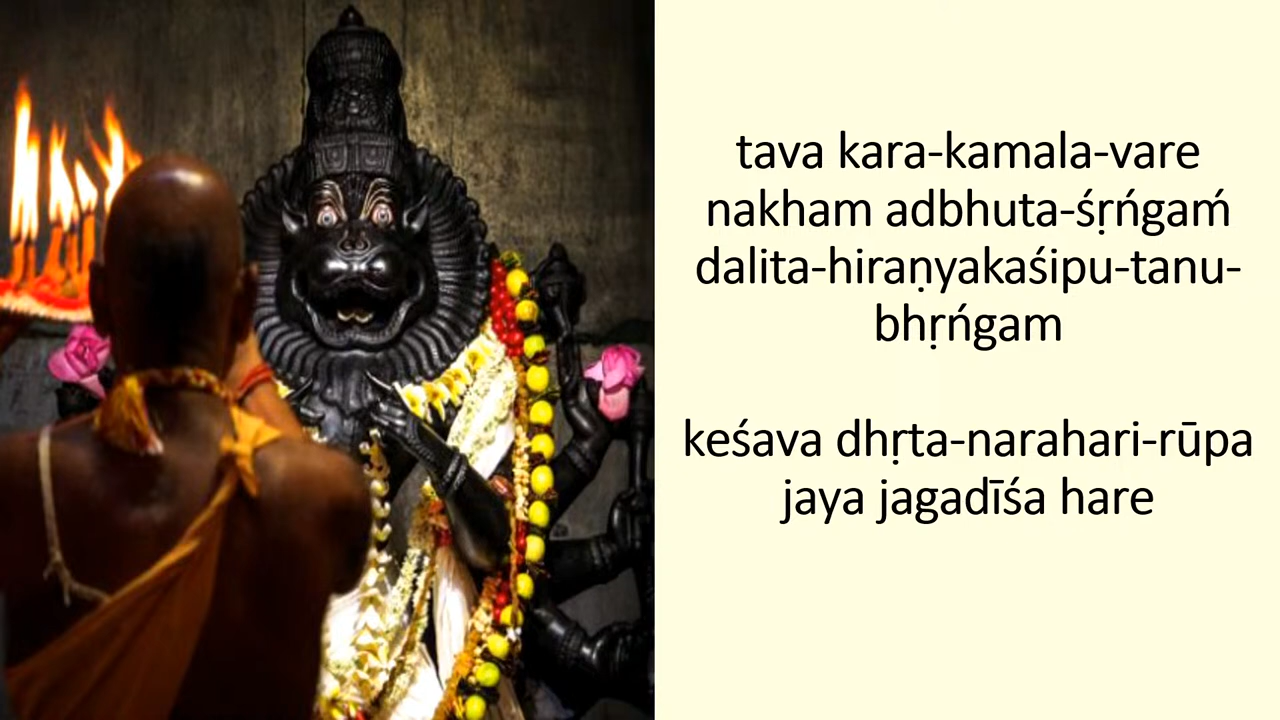 tava kara-kamala-vare
nakham adbhuta-śṛńgaḿ
dalita-hiraṇyakaśipu-tanu-
bhṛńgam
keśava dhṛta-narahari-rūpa
jaya jagadīśa hare